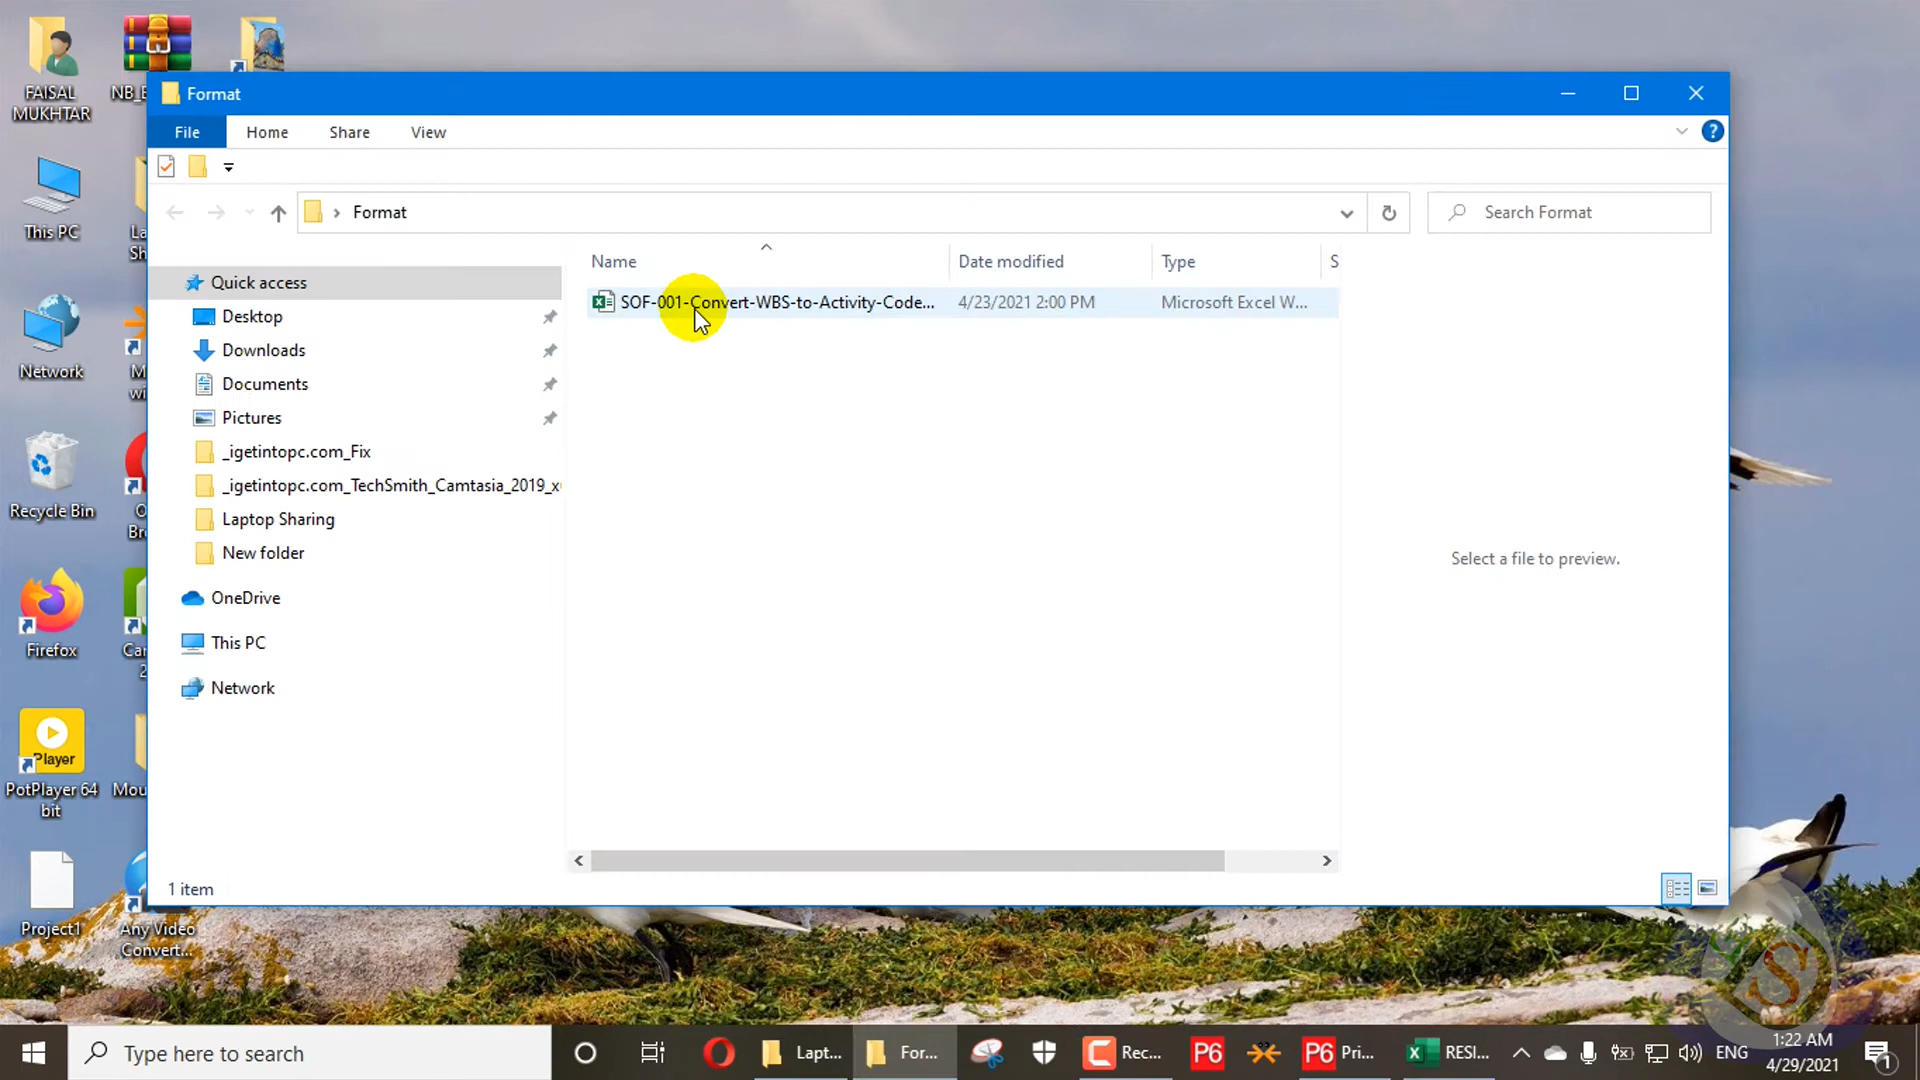 FAISAL
MUKHTAR
Format
File
Home
Share
View
Format
Search Format
This PC
Name
Date modified
Type
S
Quick access
SOF-001-Convert-WBS-to-Activity-Code...
4/23/2021 2:00 PM
Microsoft Excel W...
Desktop
Downloads
Network
Documents
Pictures
_igetintopc.com_Fix
_igetintopc.com_TechSmith_Camtasia_2019_x
Recycle Bin
Laptop Sharing
New folder
Select a file to preview.
OneDrive
Firefox
This PC
Network
Player
PotPlayer 64
bit
Mou
1 item
Project1
Any Video
Convert...
S
Type here to search
Lapt...
For...
Rec...
P6
P6
Pri...
RESI...
ENG
1:22 AM
4/29/2021
1